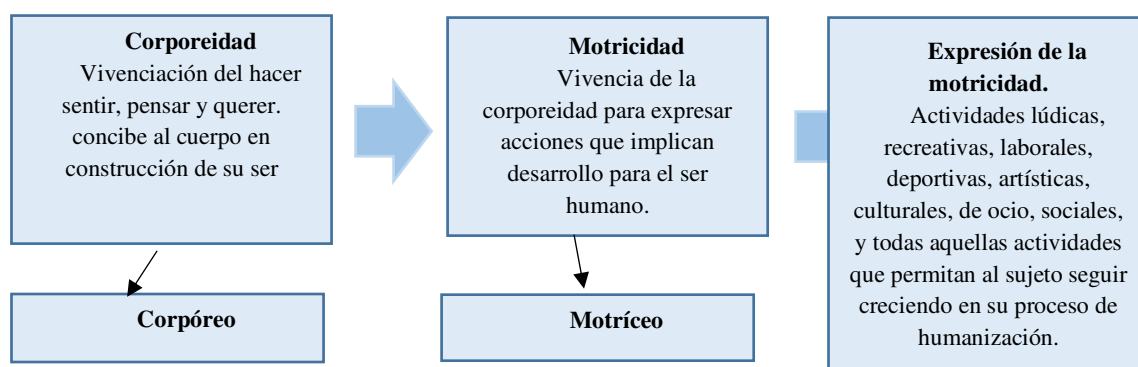 Corporeidad
Vivenciación del hacer
sentir, pensar y querer.
concibe al cuerpo en
construcción de su ser
Corpóreo
Motricidad
Vivencia de la
corporeidad para expresar
acciones que implican
desarrollo para el ser
humano.
Motríceo
Expresión de la
motricidad.
Actividades lúdicas,
recreativas, laborales,
deportivas, artísticas,
culturales, de ocio, sociales,
y todas aquellas actividades
que permitan al sujeto seguir
creciendo en su proceso de
humanización.